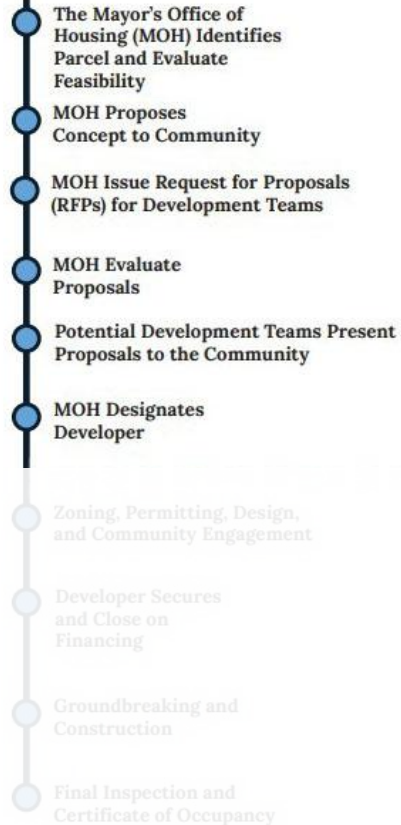 The Mayor's Office of
Housing (MOH) Identifies
Parcel and Evaluate
Feasibility
MOH Proposes
Concept to Community
MOH Issue Request for Proposals
(RFPs) for Development Teams
MOH Evaluate
Proposals
Potential Development Teams Present
Proposals to the Community
MOH Designates
Developer
Zoning, Permitting, Design,
and Community Engagement
Developer Secures
and Close on
Financing
Groundbreaking and
Construction
Final Inspection and
Certificate of Occupancy